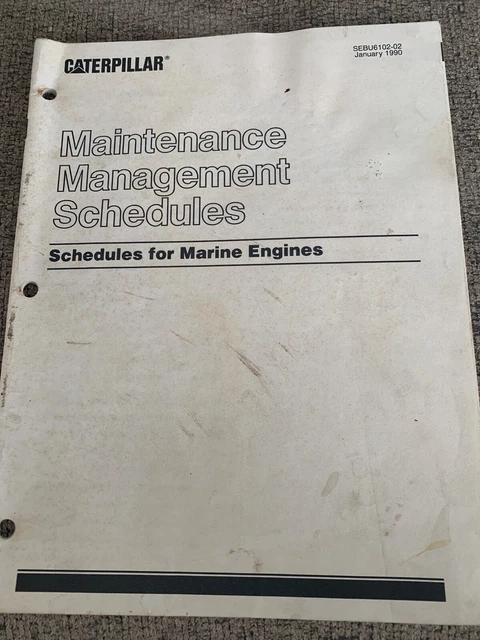 CATERPILLAR®
SEBU6102-02
January 1990
Maintenance
Management
Schedules
Schedules for Marine Engines